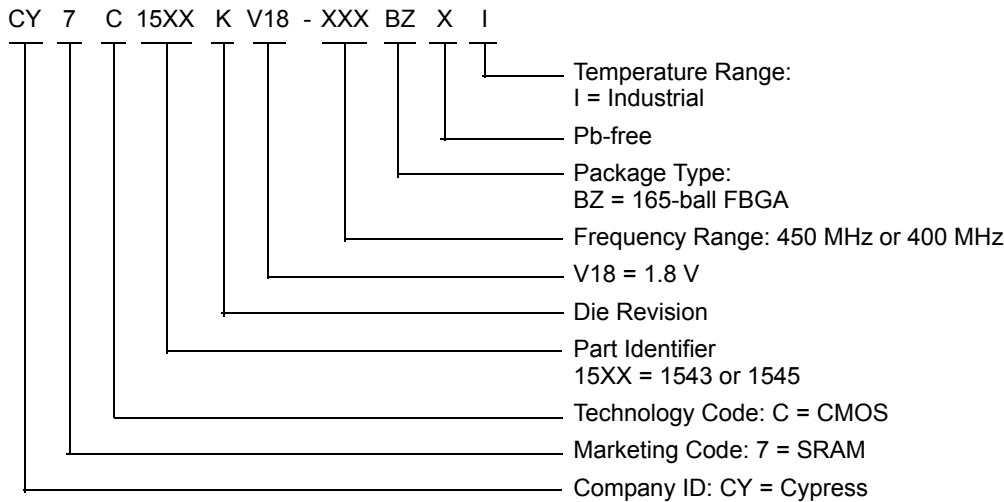 CY 7 C 15XX K V18 - XXX BZ X I
Temperature Range:
I = Industrial
Pb-free
Package Type:
BZ = 165-ball FBGA
Frequency Range: 450 MHz or 400 MHz
V18 = 1.8 V
Die Revision
Part Identifier
15XX = 1543 or 1545
Technology Code: C = CMOS
Marketing Code: 7 = SRAM
Company ID: CY = Cypress